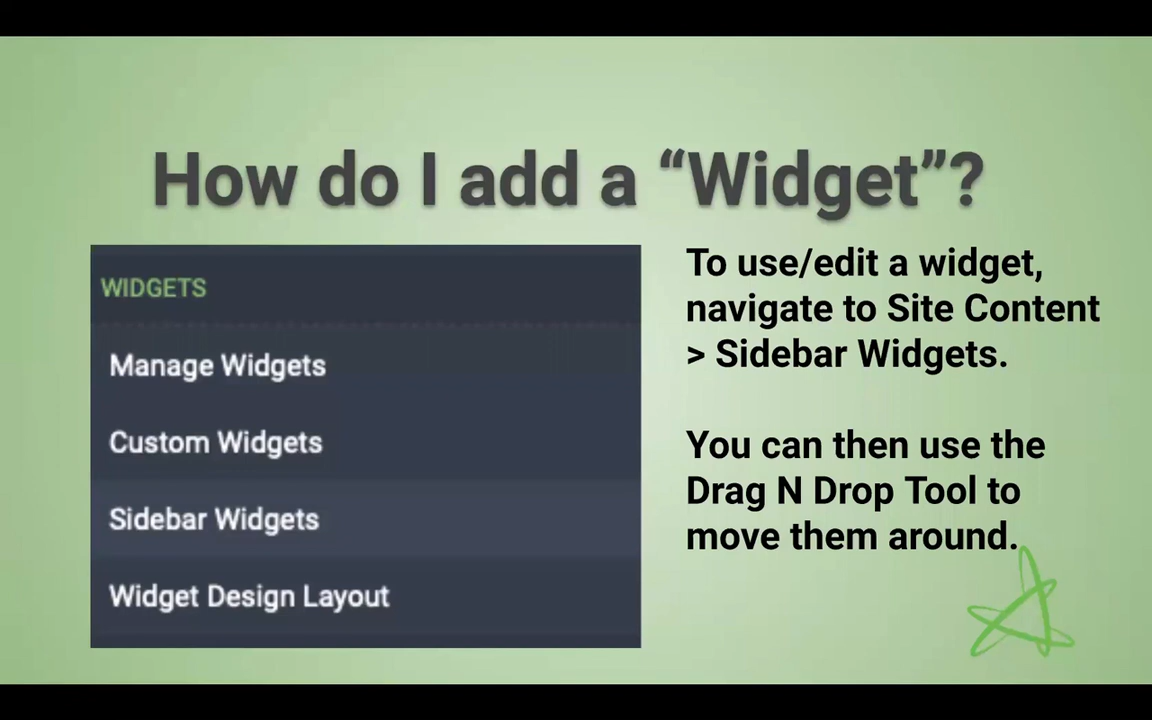 How do I add a “Widget”?
WIDGETS
Manage Widgets
Custom Widgets
Sidebar Widgets
Widget Design Layout
To use/edit a widget,
navigate to Site Content
> Sidebar Widgets.
You can then use the
Drag N Drop Tool to
move them around.